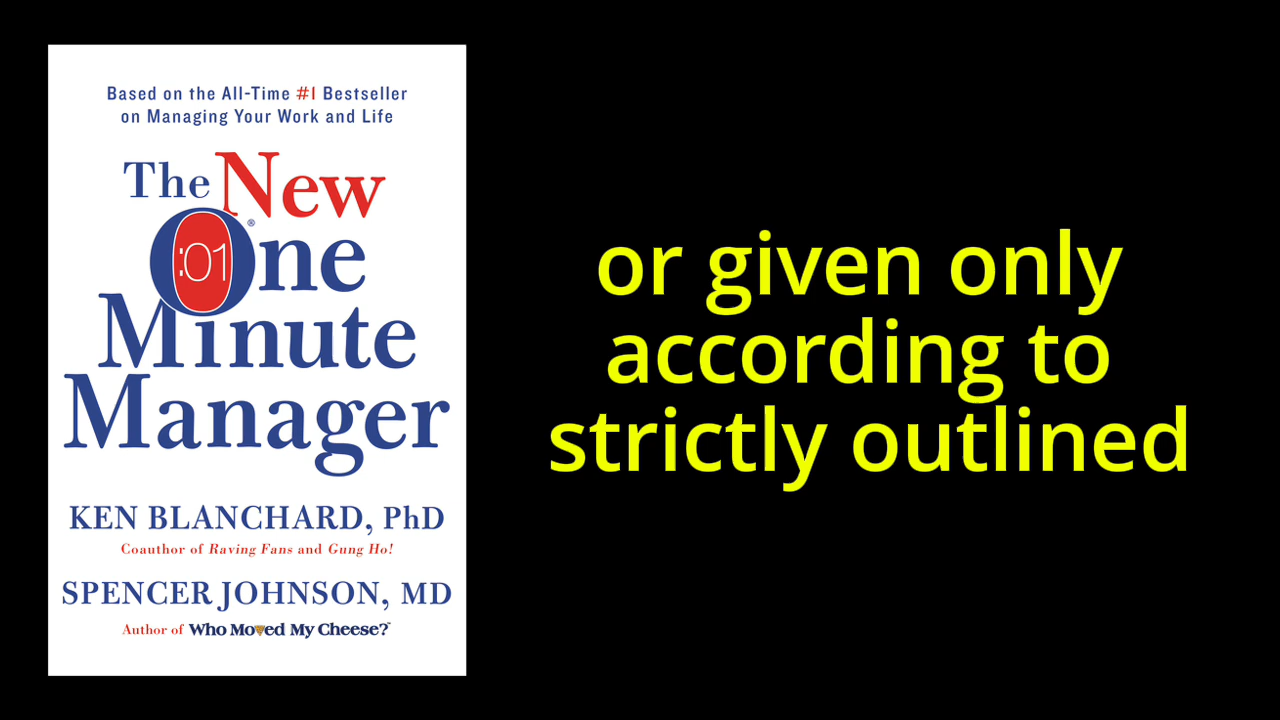 Based on the All-Time #1 Bestseller
on Managing Your Work and Life
The New
One
:01
®
Minute
Manager
KEN BLANCHARD, PhD
Coauthor of Raving Fans and Gung Ho!
SPENCER JOHNSON, MD
Author of Who Moved My Cheese?
or given only
according to
strictly outlined